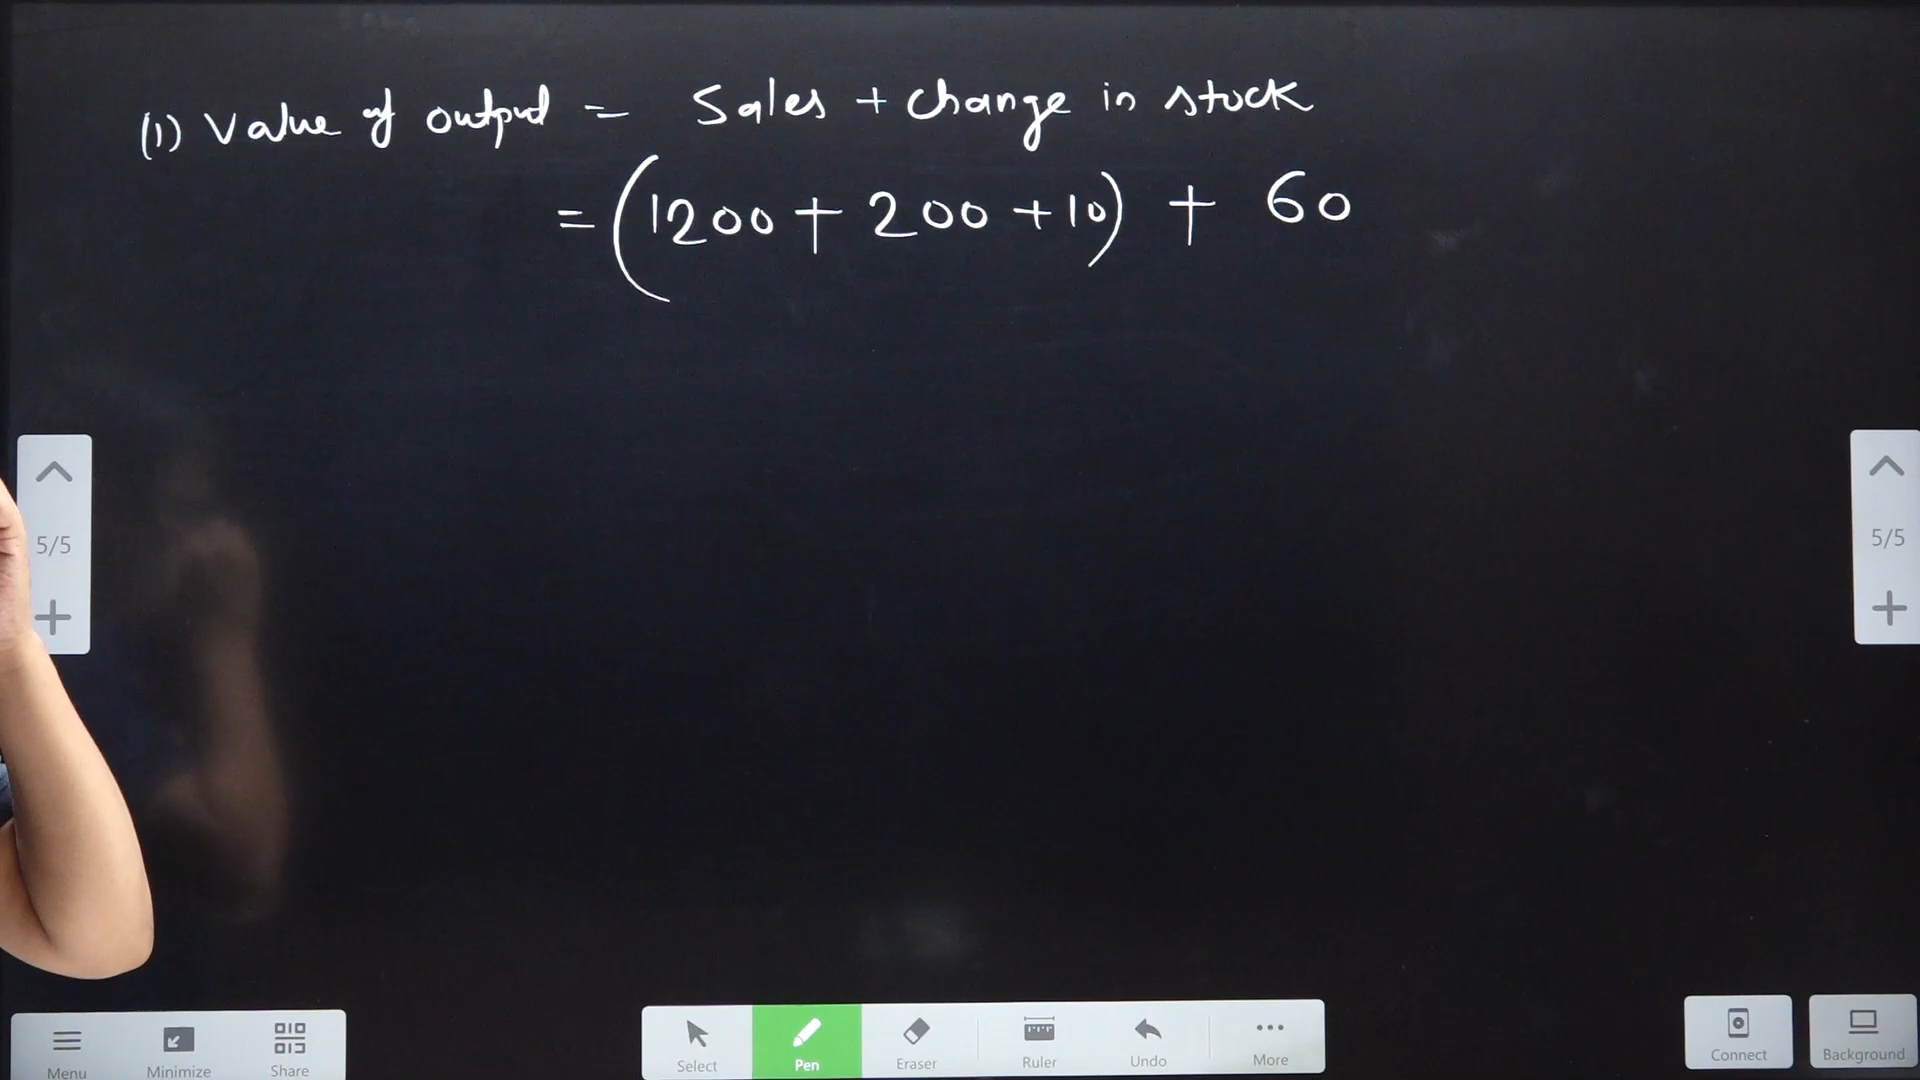 (1) Value of output = Sales + change in stock
= (1200 + 200 + 10) + 60
5/5
5/5
Menu
Minimize
Share
Select
Pen
Eraser
Ruler
Undo
More
Connect
Background